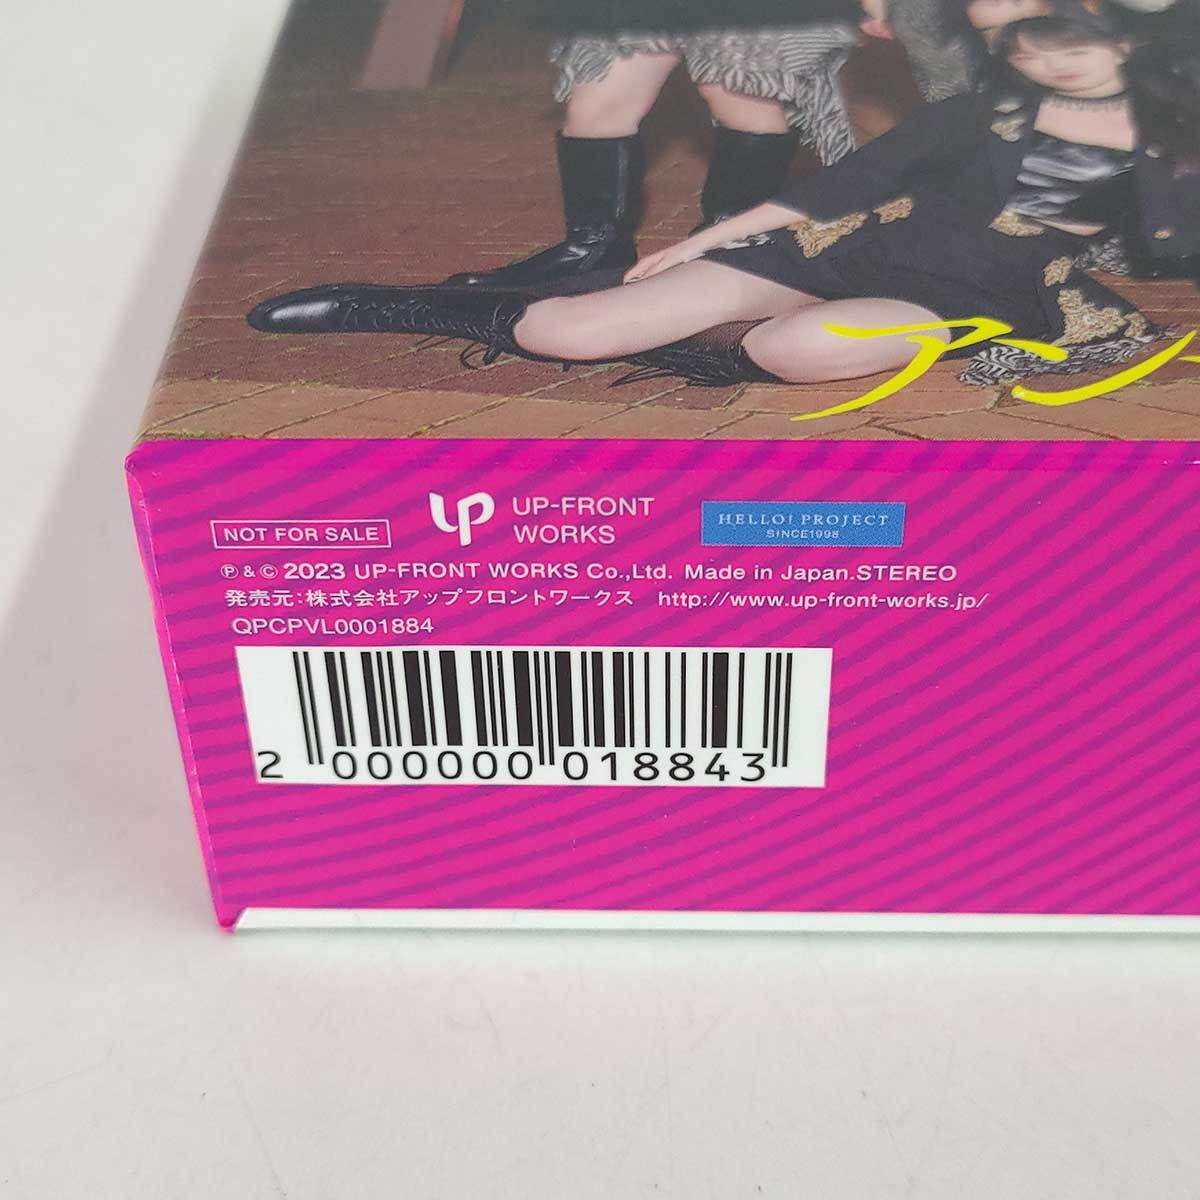 アン
NOT FOR SALE
UP UP-FRONT WORKS
HELLO! PROJECT
SINCE1998
℗ & © 2023 UP-FRONT WORKS Co.,Ltd. Made in Japan.STEREO
発売元:株式会社アップフロントワークス http://www.up-front-works.jp/
QPCPVL0001884
2 000000 018843